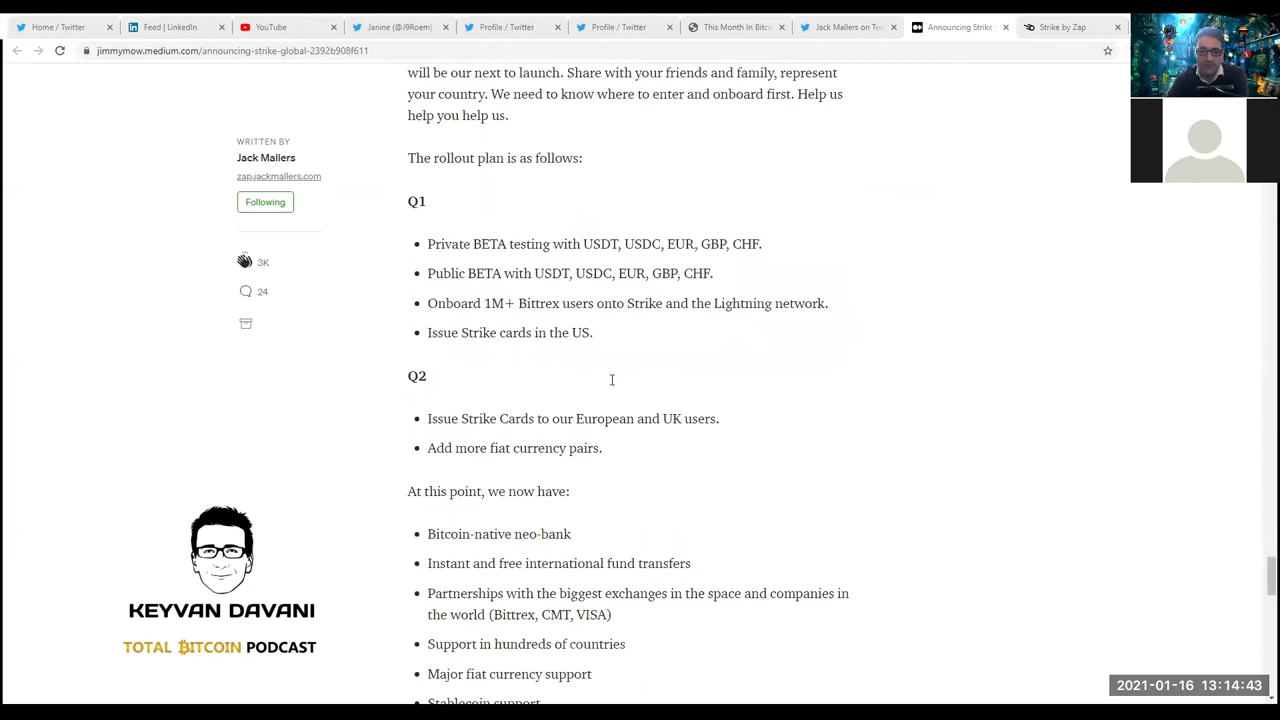 Home / Twitter
Feed | LinkedIn
YouTube
Janine (@J9Roem)
Profile / Twitter
Profile / Twitter
This Month In Bitco
Jack Mallers on Tw
Announcing Strike
Strike by Zap
jimmymow.medium.com/announcing-strike-global-2392b908f611
will be our next to launch. Share with your friends and family, represent
your country. We need to know where to enter and onboard first. Help us
help you help us.
WRITTEN BY
Jack Mallers
zap.jackmallers.com
Following
3K
24
The rollout plan is as follows:
Q1
• Private BETA testing with USDT, USDC, EUR, GBP, CHF.
• Public BETA with USDT, USDC, EUR, GBP, CHF.
• Onboard 1M+ Bittrex users onto Strike and the Lightning network.
• Issue Strike cards in the US.
Q2
• Issue Strike Cards to our European and UK users.
• Add more fiat currency pairs.
At this point, we now have:
• Bitcoin-native neo-bank
• Instant and free international fund transfers
• Partnerships with the biggest exchanges in the space and companies in
the world (Bittrex, CMT, VISA)
• Support in hundreds of countries
• Major fiat currency support
• Stablecoin support
KEYVAN DAVANI
TOTAL ₿ITCOIN PODCAST
2021-01-16 13:14:43